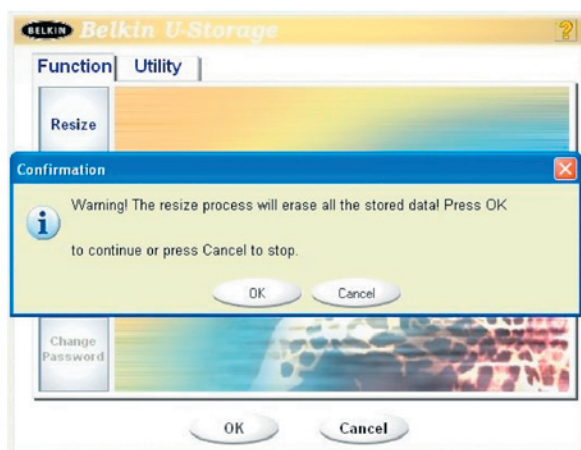 BELKIN Belkin U-Storage ?
Function Utility
Resize
Confirmation
Warning! The resize process will erase all the stored data! Press OK
to continue or press Cancel to stop.
OK Cancel
Change
Password
OK Cancel